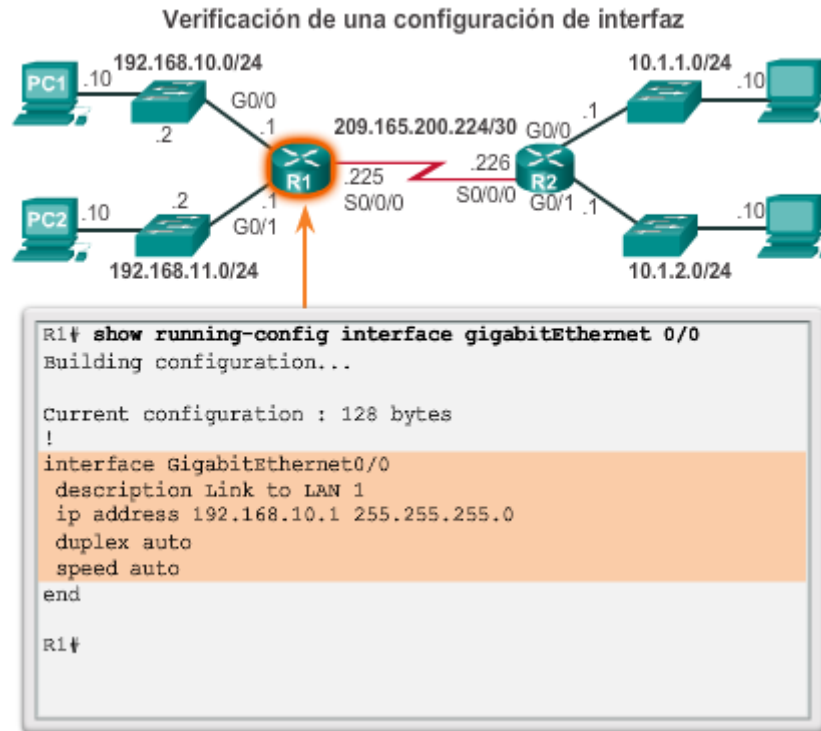 Verificación de una configuración de interfaz
192.168.10.0/24
10.1.1.0/24
PC1
.10
.10
G0/0
.2
.1
209.165.200.224/30
G0/0
.1
R1
.225
.226
R2
S0/0/0
S0/0/0
PC2
.10
.2
.1
G0/1
G0/1
.1
.10
192.168.11.0/24
10.1.2.0/24
R1# show running-config interface gigabitEthernet 0/0
Building configuration...
Current configuration : 128 bytes
!
interface GigabitEthernet0/0
description Link to LAN 1
ip address 192.168.10.1 255.255.255.0
duplex auto
speed auto
end
R1#